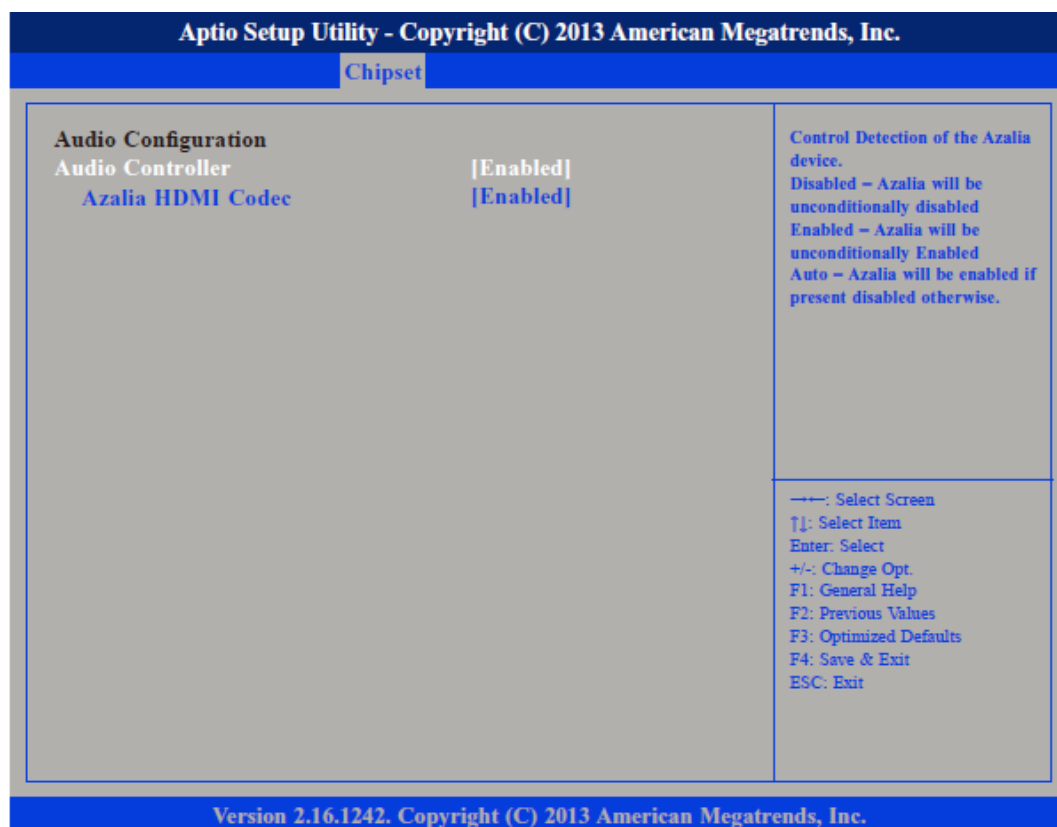 Aptio Setup Utility - Copyright (C) 2013 American Megatrends, Inc.
Chipset
Audio Configuration
Audio Controller [Enabled]
Azalia HDMI Codec [Enabled]
Control Detection of the Azalia
device.
Disabled – Azalia will be
unconditionally disabled
Enabled – Azalia will be
unconditionally Enabled
Auto – Azalia will be enabled if
present disabled otherwise.
→←: Select Screen
↑↓: Select Item
Enter: Select
+/-: Change Opt.
F1: General Help
F2: Previous Values
F3: Optimized Defaults
F4: Save & Exit
ESC: Exit
Version 2.16.1242. Copyright (C) 2013 American Megatrends, Inc.